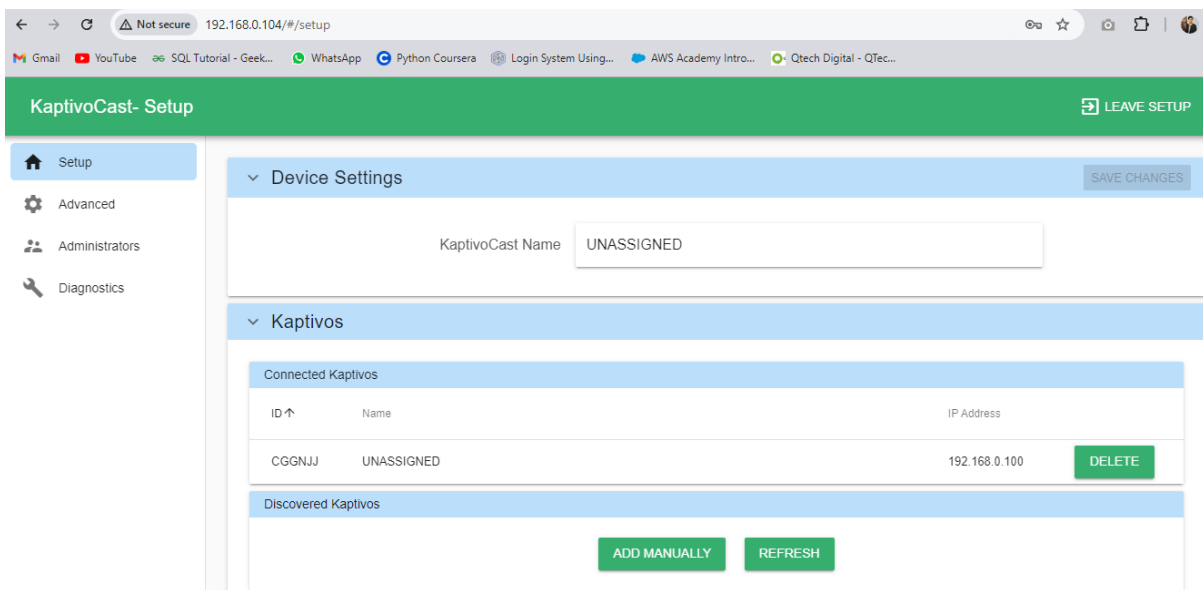 Not secure 192.168.0.104/#/setup
Gmail YouTube SQL Tutorial - Geek... WhatsApp Python Coursera Login System Using... AWS Academy Intro... Qtech Digital - QTec...
KaptivoCast- Setup LEAVE SETUP
Setup
Advanced
Administrators
Diagnostics
Device Settings SAVE CHANGES
KaptivoCast Name UNASSIGNED
Kaptivos
Connected Kaptivos
ID Name IP Address
CGGNJJ UNASSIGNED 192.168.0.100 DELETE
Discovered Kaptivos
ADD MANUALLY REFRESH